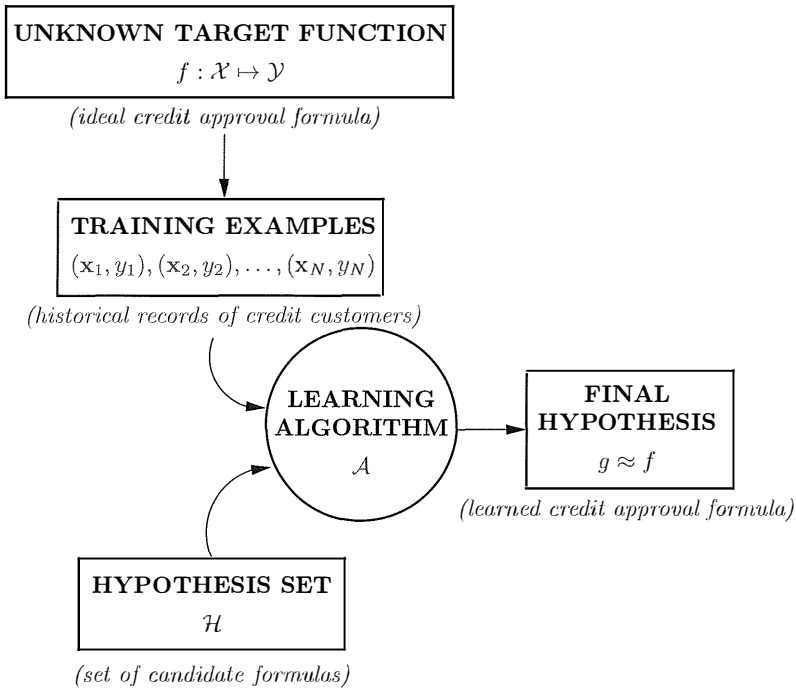 UNKNOWN TARGET FUNCTION
f : 𝒳 ↦ 𝒴
(ideal credit approval formula)
TRAINING EXAMPLES
(x₁, y₁), (x₂, y₂), . . . , (x_N, y_N)
(historical records of credit customers)
LEARNING
ALGORITHM
𝒜
FINAL
HYPOTHESIS
g ≈ f
(learned credit approval formula)
HYPOTHESIS SET
ℋ
(set of candidate formulas)